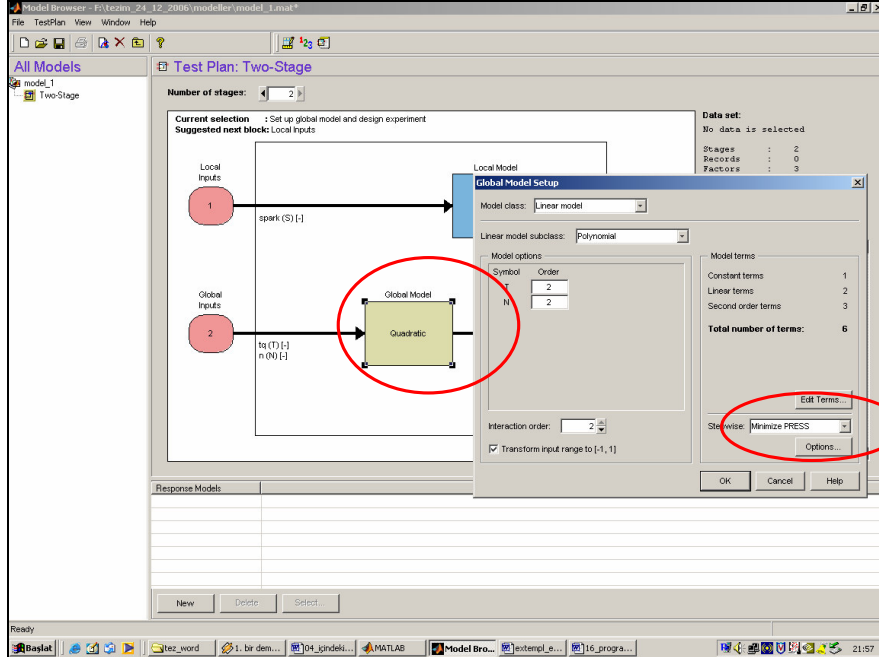 Model Browser - F:\tezim_24_12_2006\modeller\model_1.mat*
File TestPlan View Window Help
All Models
Test Plan: Two-Stage
model_1
Two-Stage
Number of stages: 2
Current selection : Set up global model and design experiment
Suggested next block: Local Inputs
Data set:
No data is selected
Stages : 2
Records : 0
Factors : 3
Local
Inputs
1
spark (S) [-]
Local Model
Global
Inputs
2
tq (T) [-]
n (N) [-]
Global Model
Quadratic
Global Model Setup
Model class: Linear model
Linear model subclass: Polynomial
Model options
Symbol Order
T 2
N 2
Interaction order: 2
Transform input range to [-1, 1]
Model terms
Constant terms 1
Linear terms 2
Second order terms 3
Total number of terms: 6
Edit Terms...
Stepwise: Minimize PRESS
Options...
OK Cancel Help
Response Models
New Delete Select...
Ready
Başlat tez_word 1. bir dem... 04_içindeki... MATLAB Model Bro... extempl_e... 16_progra... 21:57